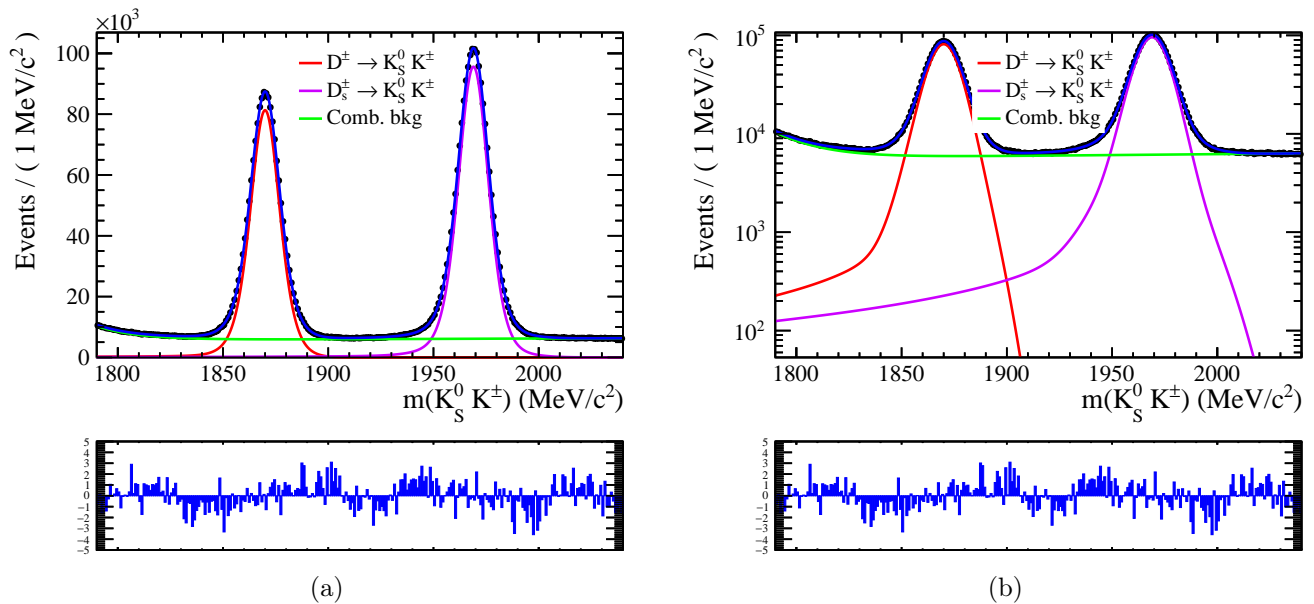 ×10³
Events / ( 1 MeV/c² )
100
80
60
40
20
0
D± → K⁰S K±
D±s → K⁰S K±
Comb. bkg
1800 1850 1900 1950 2000
m(K⁰S K±) (MeV/c²)
5
4
3
2
1
0
−1
−2
−3
−4
−5
(a)
Events / ( 1 MeV/c² )
10⁵
10⁴
10³
10²
D± → K⁰S K±
D±s → K⁰S K±
Comb. bkg
1800 1850 1900 1950 2000
m(K⁰S K±) (MeV/c²)
5
4
3
2
1
0
−1
−2
−3
−4
−5
(b)